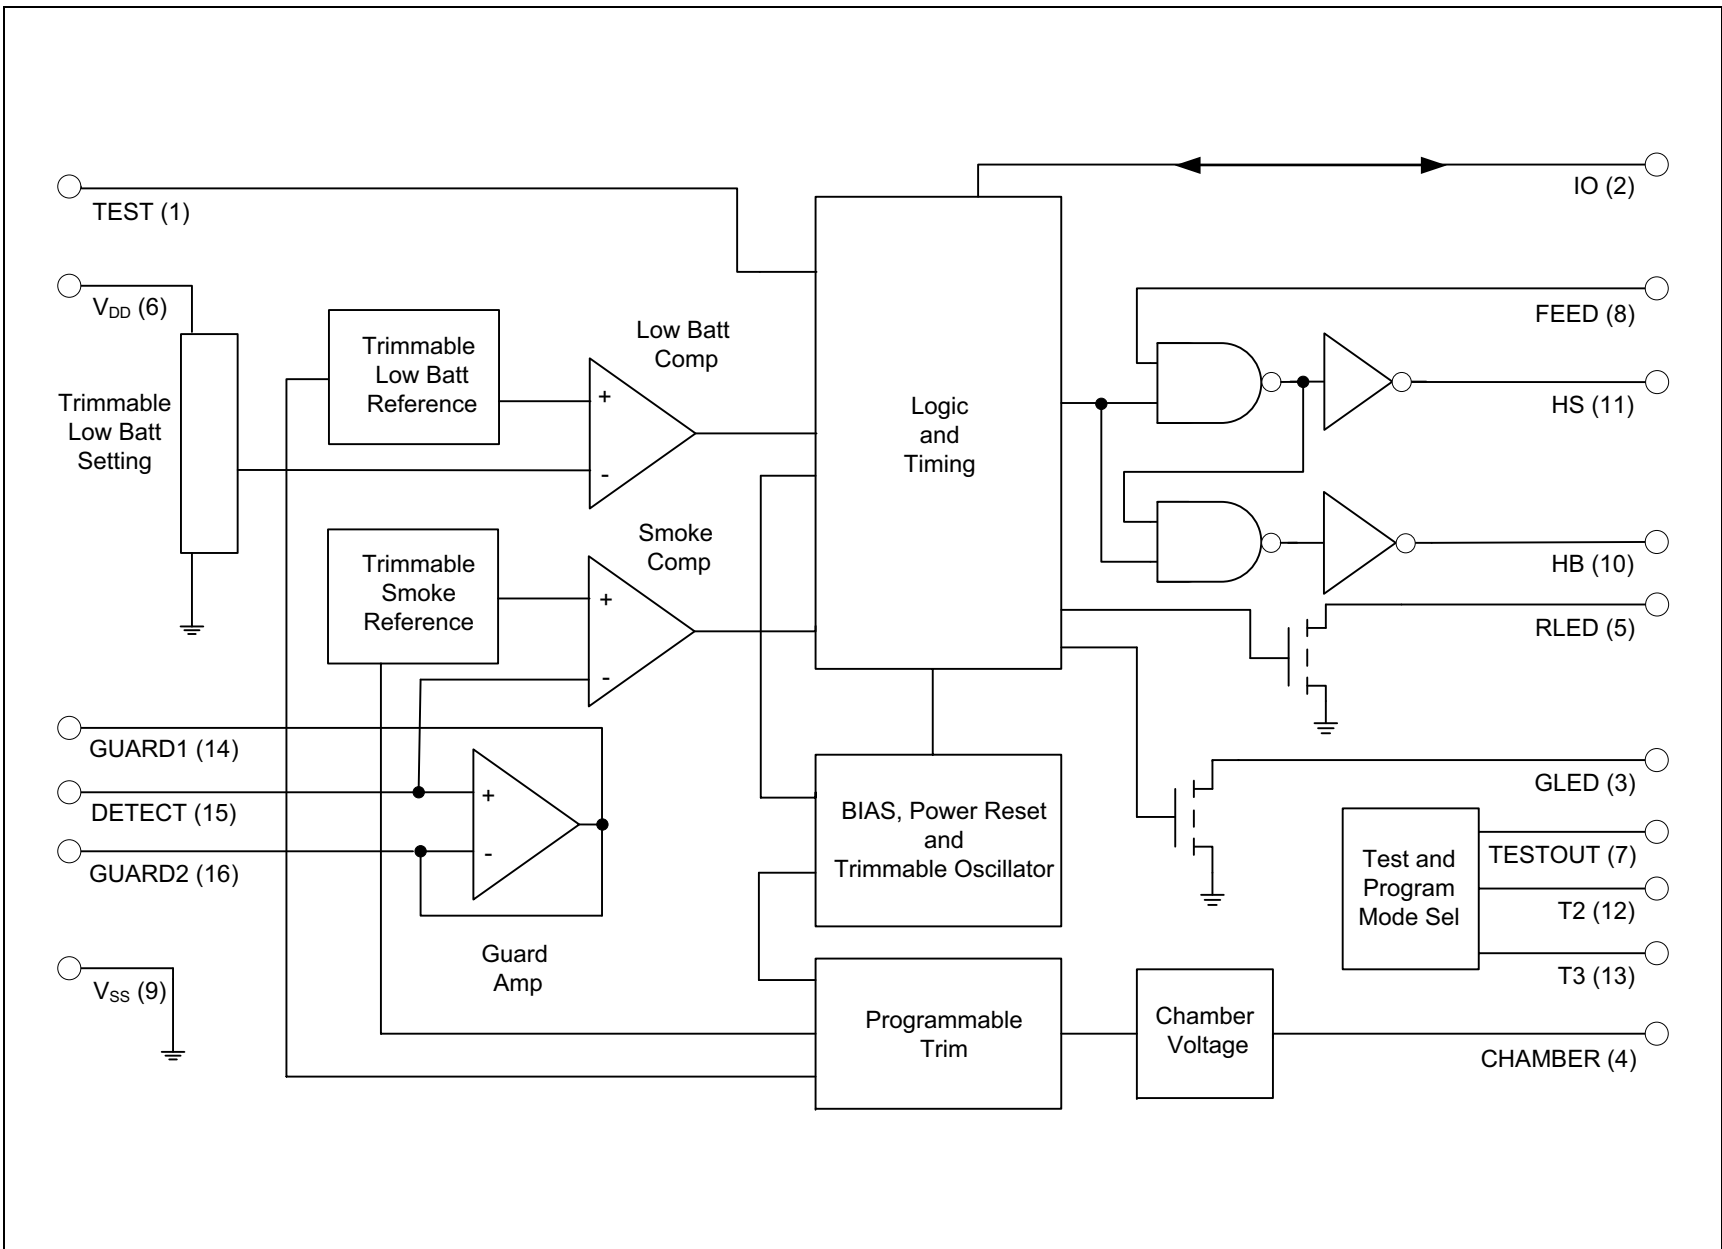 TEST (1)
IO (2)
VDD (6)
FEED (8)
Trimmable
Low Batt
Setting
Trimmable
Low Batt
Reference
Low Batt
Comp
+
-
Logic
and
Timing
HS (11)
HB (10)
RLED (5)
Trimmable
Smoke
Reference
Smoke
Comp
+
-
GUARD1 (14)
DETECT (15)
GUARD2 (16)
+
-
Guard
Amp
VSS (9)
BIAS, Power Reset
and
Trimmable Oscillator
GLED (3)
Test and
Program
Mode Sel
TESTOUT (7)
T2 (12)
T3 (13)
Programmable
Trim
Chamber
Voltage
CHAMBER (4)